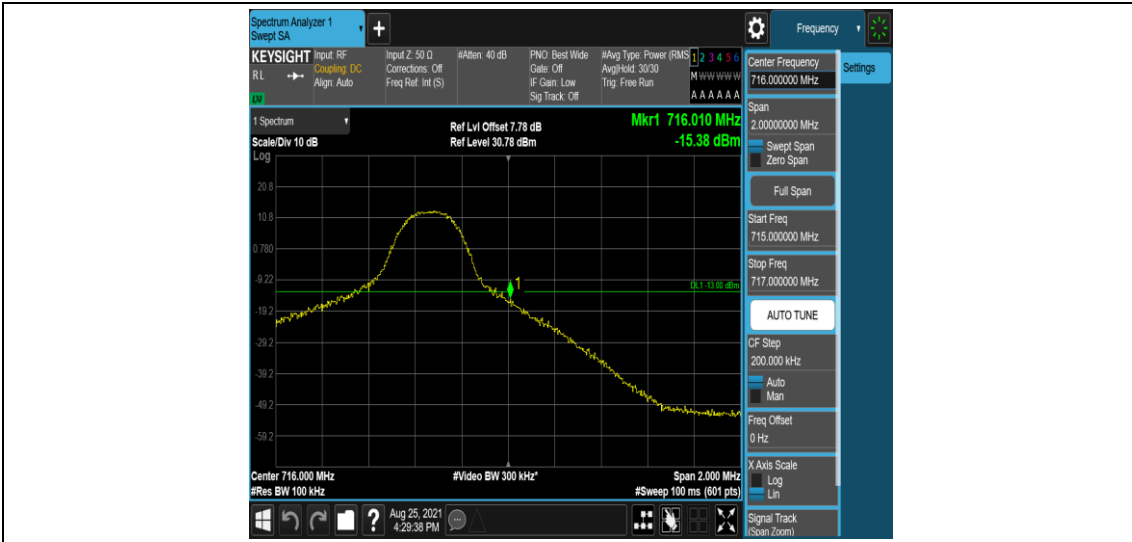 Spectrum Analyzer 1
Swept SA
Frequency
KEYSIGHT
RL
Input: RF
Coupling: DC
Align: Auto
Input Z: 50 Ω
Corrections: Off
Freq Ref: Int (S)
#Atten: 40 dB
PNO: Best Wide
Gate: Off
IF Gain: Low
Sig Track: Off
#Avg Type: Power (RMS
Avg|Hold: 30/30
Trig: Free Run
1 2 3 4 5 6
M W W W W W
A A A A A A
1 Spectrum
Scale/Div 10 dB
Log
Ref Lvl Offset 7.78 dB
Ref Level 30.78 dBm
Mkr1 716.010 MHz
-15.38 dBm
20.8
10.8
0.780
-9.22
-19.2
-29.2
-39.2
-49.2
-59.2
1
DL1 -13.00 dBm
Center 716.000 MHz
#Res BW 100 kHz
#Video BW 300 kHz*
Span 2.000 MHz
#Sweep 100 ms (601 pts)
Center Frequency
716.000000 MHz
Settings
Span
2.00000000 MHz
Swept Span
Zero Span
Full Span
Start Freq
715.000000 MHz
Stop Freq
717.000000 MHz
AUTO TUNE
CF Step
200.000 kHz
Auto
Man
Freq Offset
0 Hz
X Axis Scale
Log
Lin
Signal Track
(Span Zoom)
?
Aug 25, 2021
4:29:38 PM